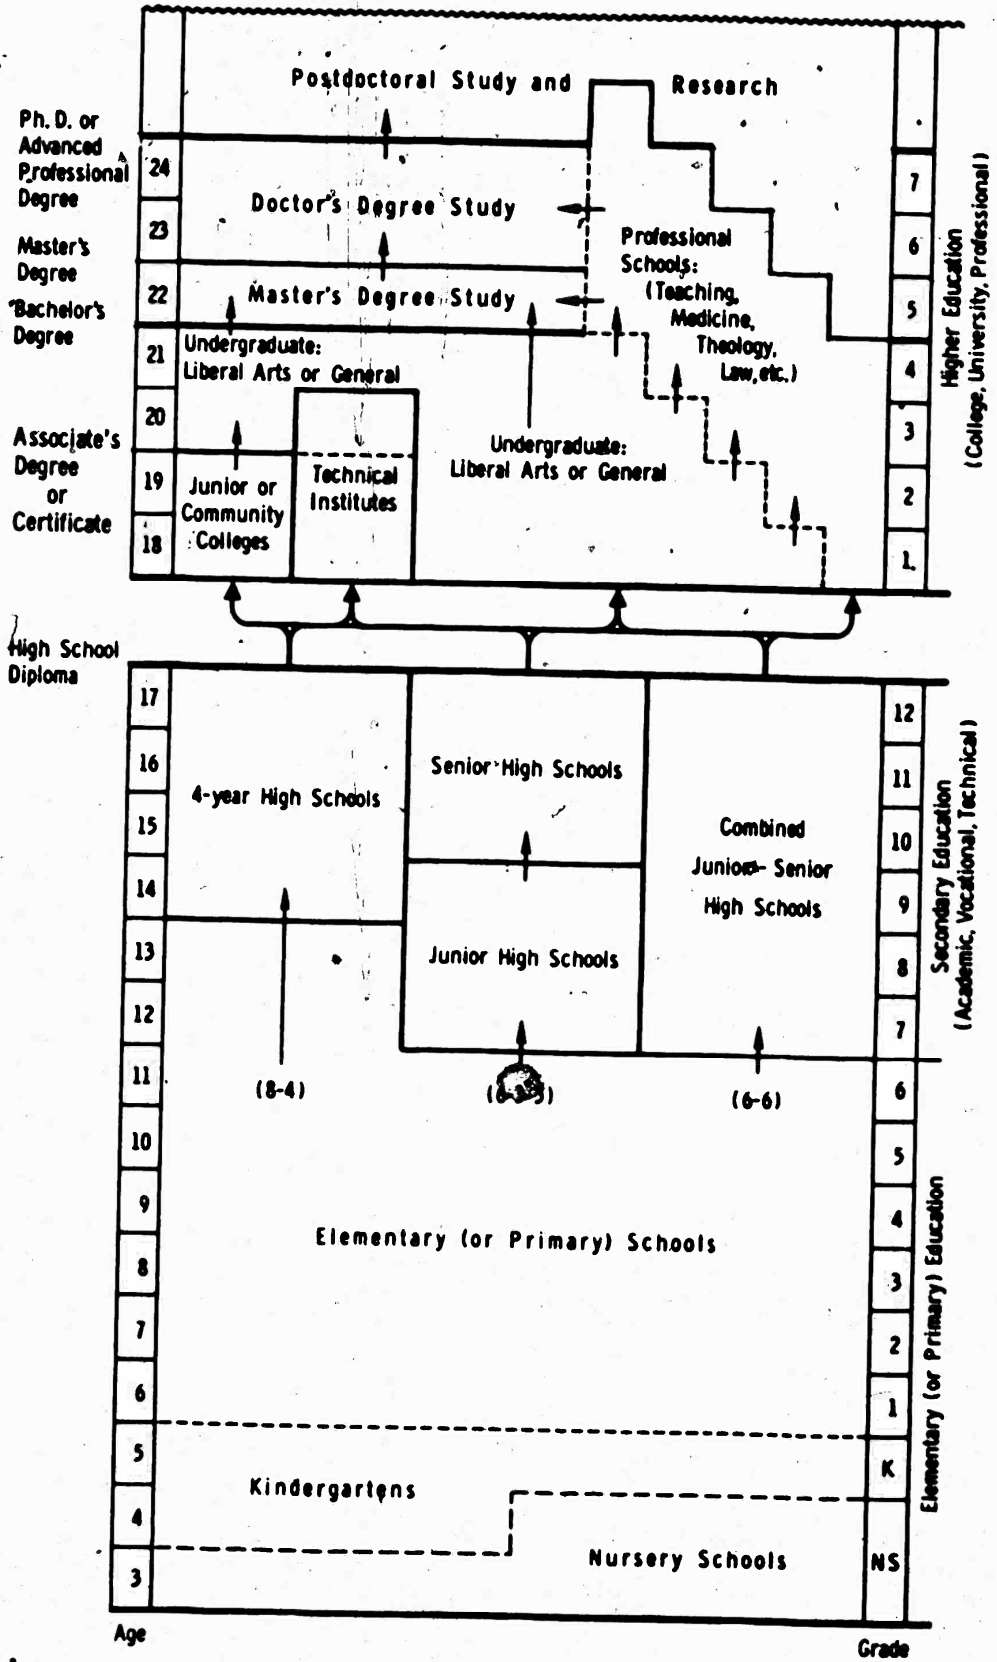 Postdoctoral Study and Research
Ph. D. or
Advanced
Professional
Degree
Master's
Degree
Bachelor's
Degree
Associate's
Degree
or
Certificate
24
23
22
21
20
19
18
Doctor's Degree Study
Master's Degree Study
Undergraduate:
Liberal Arts or General
Junior or
Community
Colleges
Technical
Institutes
Undergraduate:
Liberal Arts or General
Professional
Schools:
(Teaching,
Medicine,
Theology,
Law, etc.)
7
6
5
4
3
2
1
Higher Education
(College, University, Professional)
High School
Diploma
17
16
15
14
13
12
11
10
9
8
7
6
5
4
3
Age
4-year High Schools
Senior High Schools
Junior High Schools
Combined
Junior - Senior
High Schools
(8-4)
(6-6)
Elementary (or Primary) Schools
Kindergartens
Nursery Schools
12
11
10
9
8
7
6
5
4
3
2
1
K
NS
Grade
Secondary Education
(Academic, Vocational, Technical)
Elementary (or Primary) Education